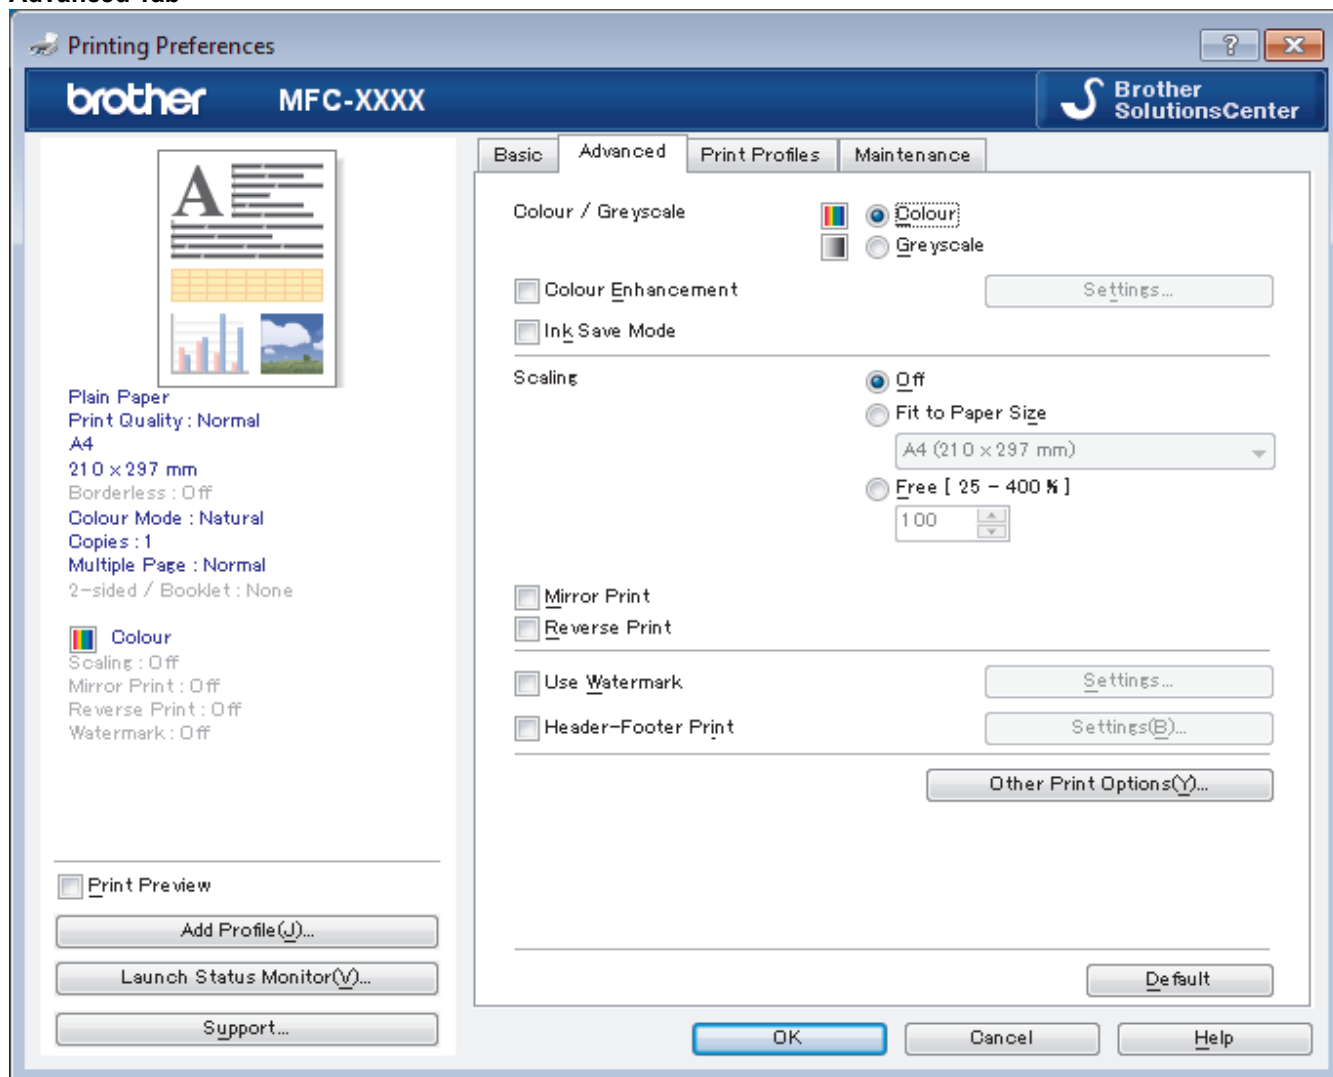 Advanced Tab
Printing Preferences
brother MFC-XXXX
Brother
SolutionsCenter
Basic Advanced Print Profiles Maintenance
A
Plain Paper
Print Quality : Normal
A4
210 x 297 mm
Borderless : Off
Colour Mode : Natural
Copies : 1
Multiple Page : Normal
2-sided / Booklet : None
Colour
Scaling : Off
Mirror Print : Off
Reverse Print : Off
Watermark : Off
Print Preview
Add Profile(J)...
Launch Status Monitor(V)...
Support...
Colour / Greyscale
Colour
Greyscale
Colour Enhancement Settings...
Ink Save Mode
Scaling
Off
Fit to Paper Size
A4 (210 x 297 mm)
Free [ 25 - 400 % ]
100
Mirror Print
Reverse Print
Use Watermark Settings...
Header-Footer Print Settings(B)...
Other Print Options(Y)...
Default
OK Cancel Help